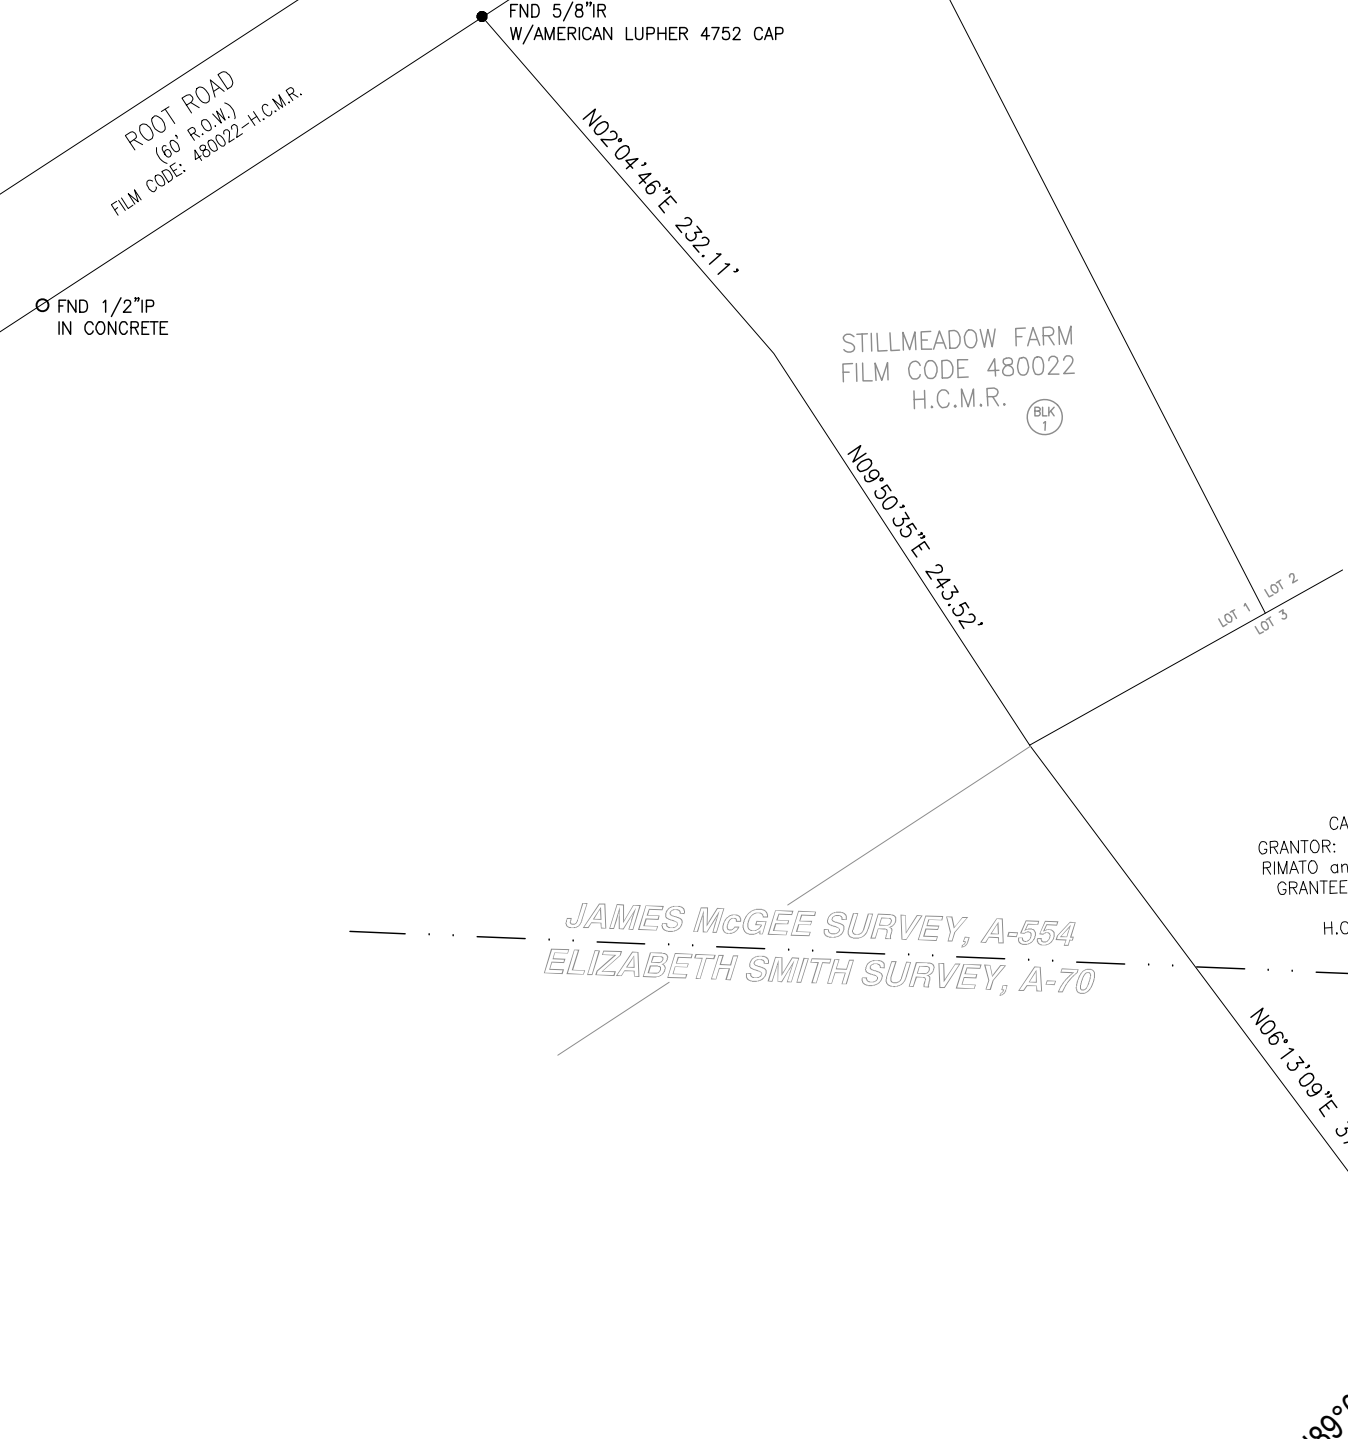 FND 5/8"IR
W/AMERICAN LUPHER 4752 CAP
ROOT ROAD
(60' R.O.W.)
FILM CODE: 480022-H.C.M.R.
N02°04'46"E 232.11'
FND 1/2"IP
IN CONCRETE
STILLMEADOW FARM
FILM CODE 480022
H.C.M.R.
BLK
1
N09°50'35"E 243.52'
LOT 1
LOT 2
LOT 3
CA
GRANTOR:
RIMATO an
GRANTEE
H.C
JAMES McGEE SURVEY, A-554
ELIZABETH SMITH SURVEY, A-70
N06°13'09"E
89°